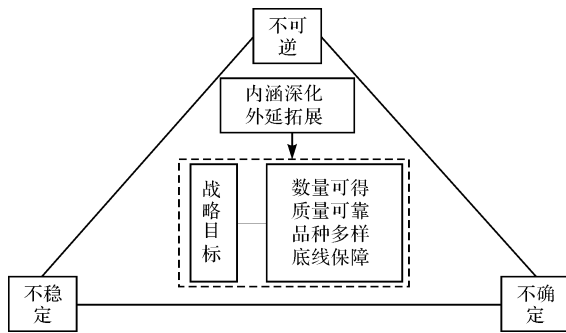 不可
逆
内涵深化
外延拓展
战
略
目
标
数量可得
质量可靠
品种多样
底线保障
不稳
定
不确
定